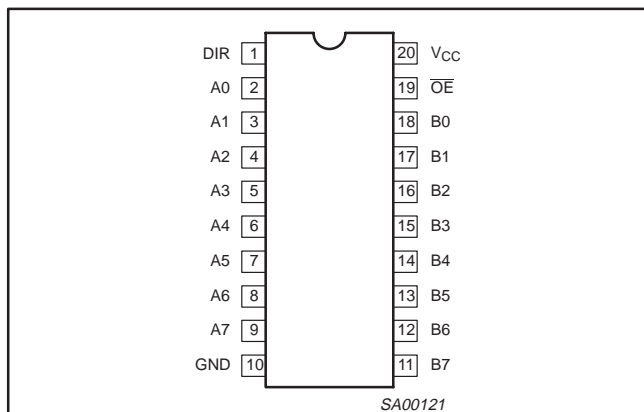 DIR 1 20 VCC
A0 2 19 O̅E̅
A1 3 18 B0
A2 4 17 B1
A3 5 16 B2
A4 6 15 B3
A5 7 14 B4
A6 8 13 B5
A7 9 12 B6
GND 10 11 B7
SA00121